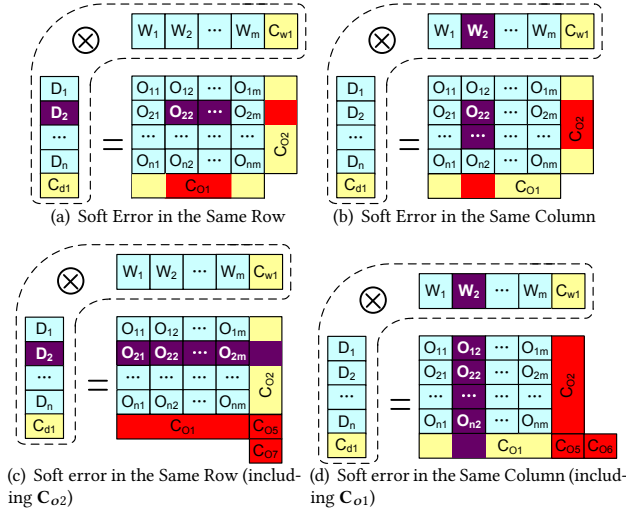 ⊗ W1 W2 ⋯ Wm Cw1
D1 O11 O12 ⋯ O1m
D2 O21 O22 ⋯ O2m
⋯ = ⋯ ⋯ ⋯ ⋯ CO2
Dn On1 On2 ⋯ Onm
Cd1 CO1
(a) Soft Error in the Same Row
⊗ W1 W2 ⋯ Wm Cw1
D1 O11 O12 ⋯ O1m
D2 O21 O22 ⋯ O2m
⋯ = ⋯ ⋯ ⋯ ⋯ CO2
Dn On1 On2 ⋯ Onm
Cd1 CO1
(b) Soft Error in the Same Column
⊗ W1 W2 ⋯ Wm Cw1
D1 O11 O12 ⋯ O1m
D2 O21 O22 ⋯ O2m
⋯ = ⋯ ⋯ ⋯ ⋯ CO2
Dn On1 On2 ⋯ Onm
Cd1 CO1 CO5
CO7
(c) Soft error in the Same Row (includ-
ing Co2)
⊗ W1 W2 ⋯ Wm Cw1
D1 O11 O12 ⋯ O1m
D2 O21 O22 ⋯ O2m
⋯ = ⋯ ⋯ ⋯ ⋯ CO2
Dn On1 On2 ⋯ Onm
Cd1 CO1 CO5 CO6
(d) Soft error in the Same Column (includ-
ing Co1)